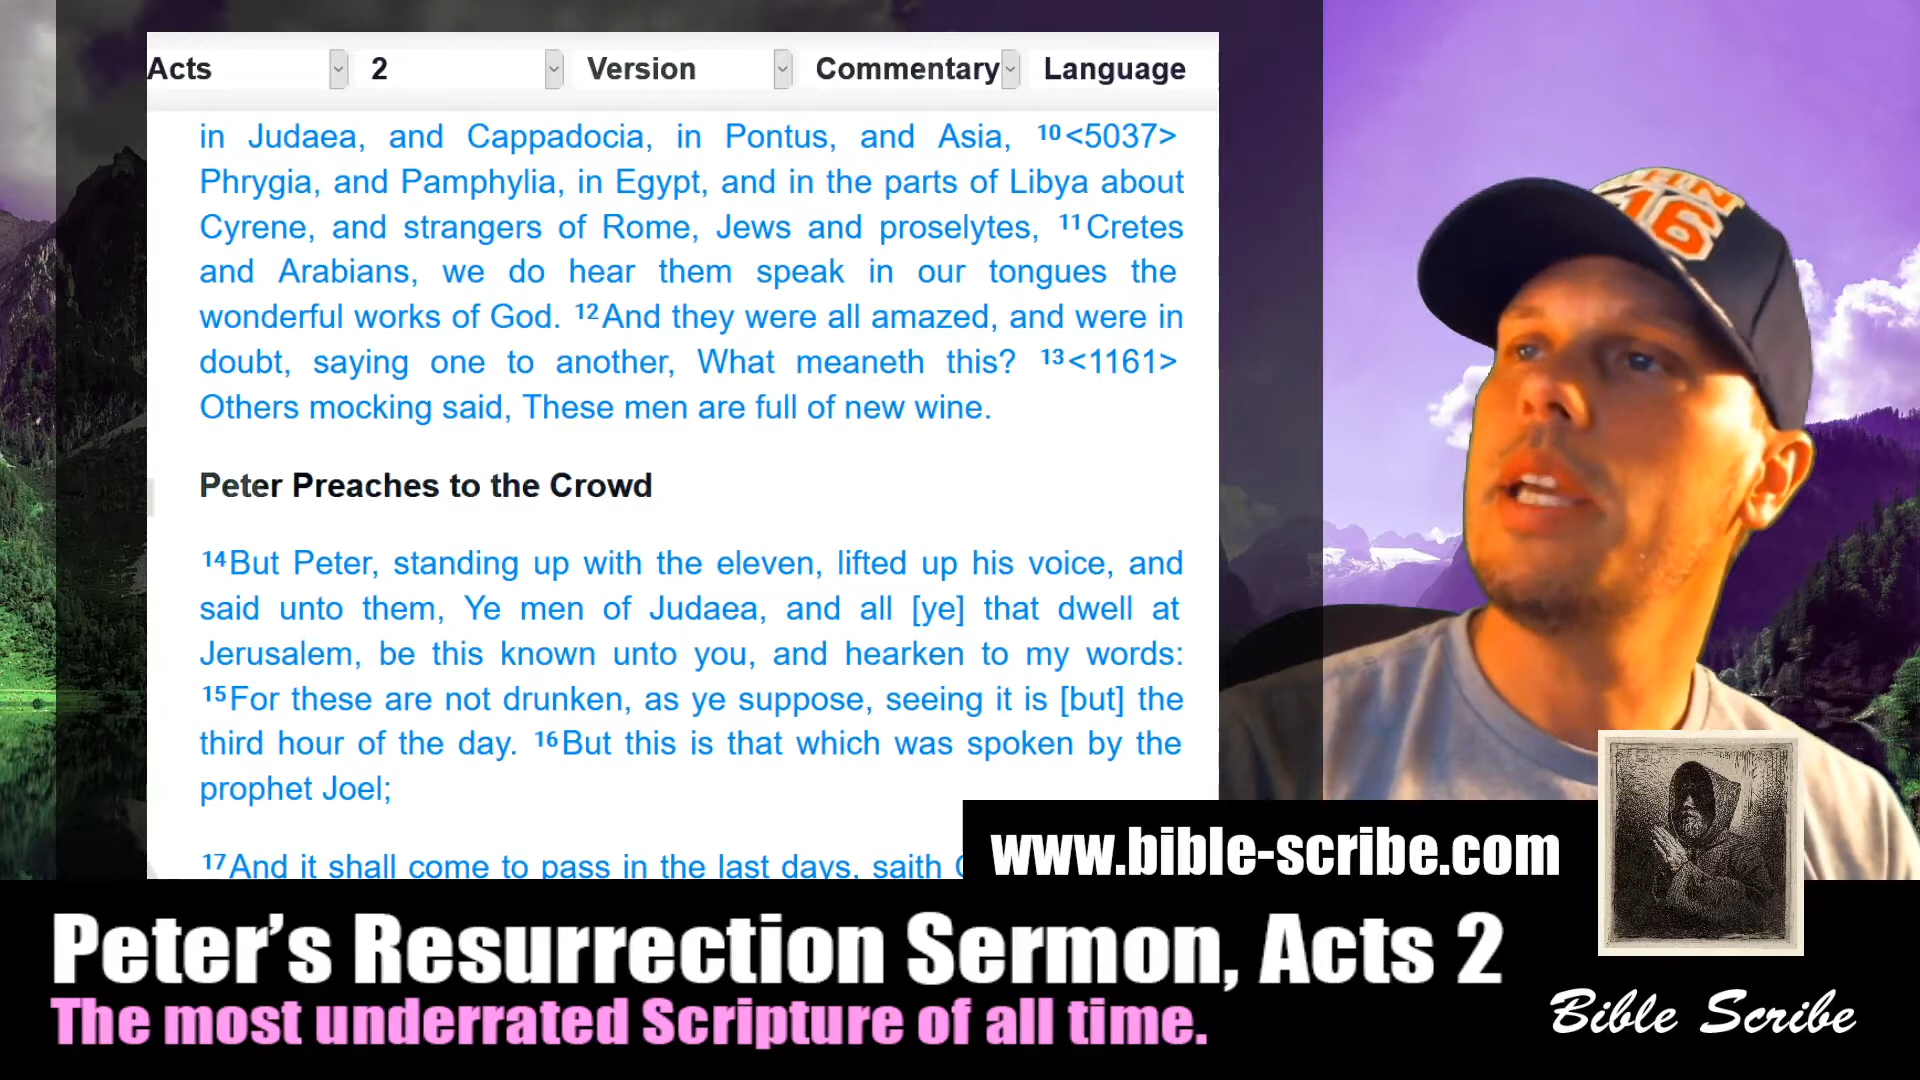 Acts 2 Version Commentary Language
in Judaea, and Cappadocia, in Pontus, and Asia, 10<5037>
Phrygia, and Pamphylia, in Egypt, and in the parts of Libya about
Cyrene, and strangers of Rome, Jews and proselytes, 11Cretes
and Arabians, we do hear them speak in our tongues the
wonderful works of God. 12And they were all amazed, and were in
doubt, saying one to another, What meaneth this? 13<1161>
Others mocking said, These men are full of new wine.
Peter Preaches to the Crowd
14But Peter, standing up with the eleven, lifted up his voice, and
said unto them, Ye men of Judaea, and all [ye] that dwell at
Jerusalem, be this known unto you, and hearken to my words:
15For these are not drunken, as ye suppose, seeing it is [but] the
third hour of the day. 16But this is that which was spoken by the
prophet Joel;
17And it shall come to pass in the last days, saith
16
www.bible-scribe.com
Peter's Resurrection Sermon, Acts 2
The most underrated Scripture of all time.
Bible Scribe